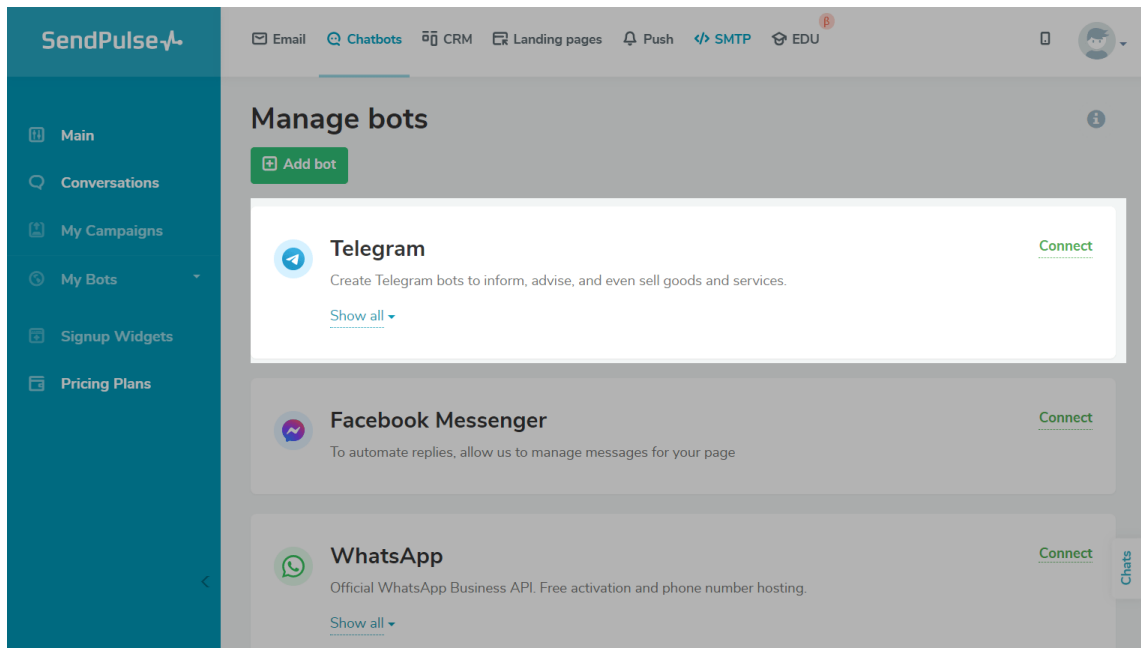 SendPulse
Email Chatbots CRM Landing pages Push SMTP EDU β
Main
Conversations
My Campaigns
My Bots
Signup Widgets
Pricing Plans
Manage bots
Add bot
Telegram
Connect
Create Telegram bots to inform, advise, and even sell goods and services.
Show all
Facebook Messenger
Connect
To automate replies, allow us to manage messages for your page
WhatsApp
Connect
Official WhatsApp Business API. Free activation and phone number hosting.
Show all
Chats